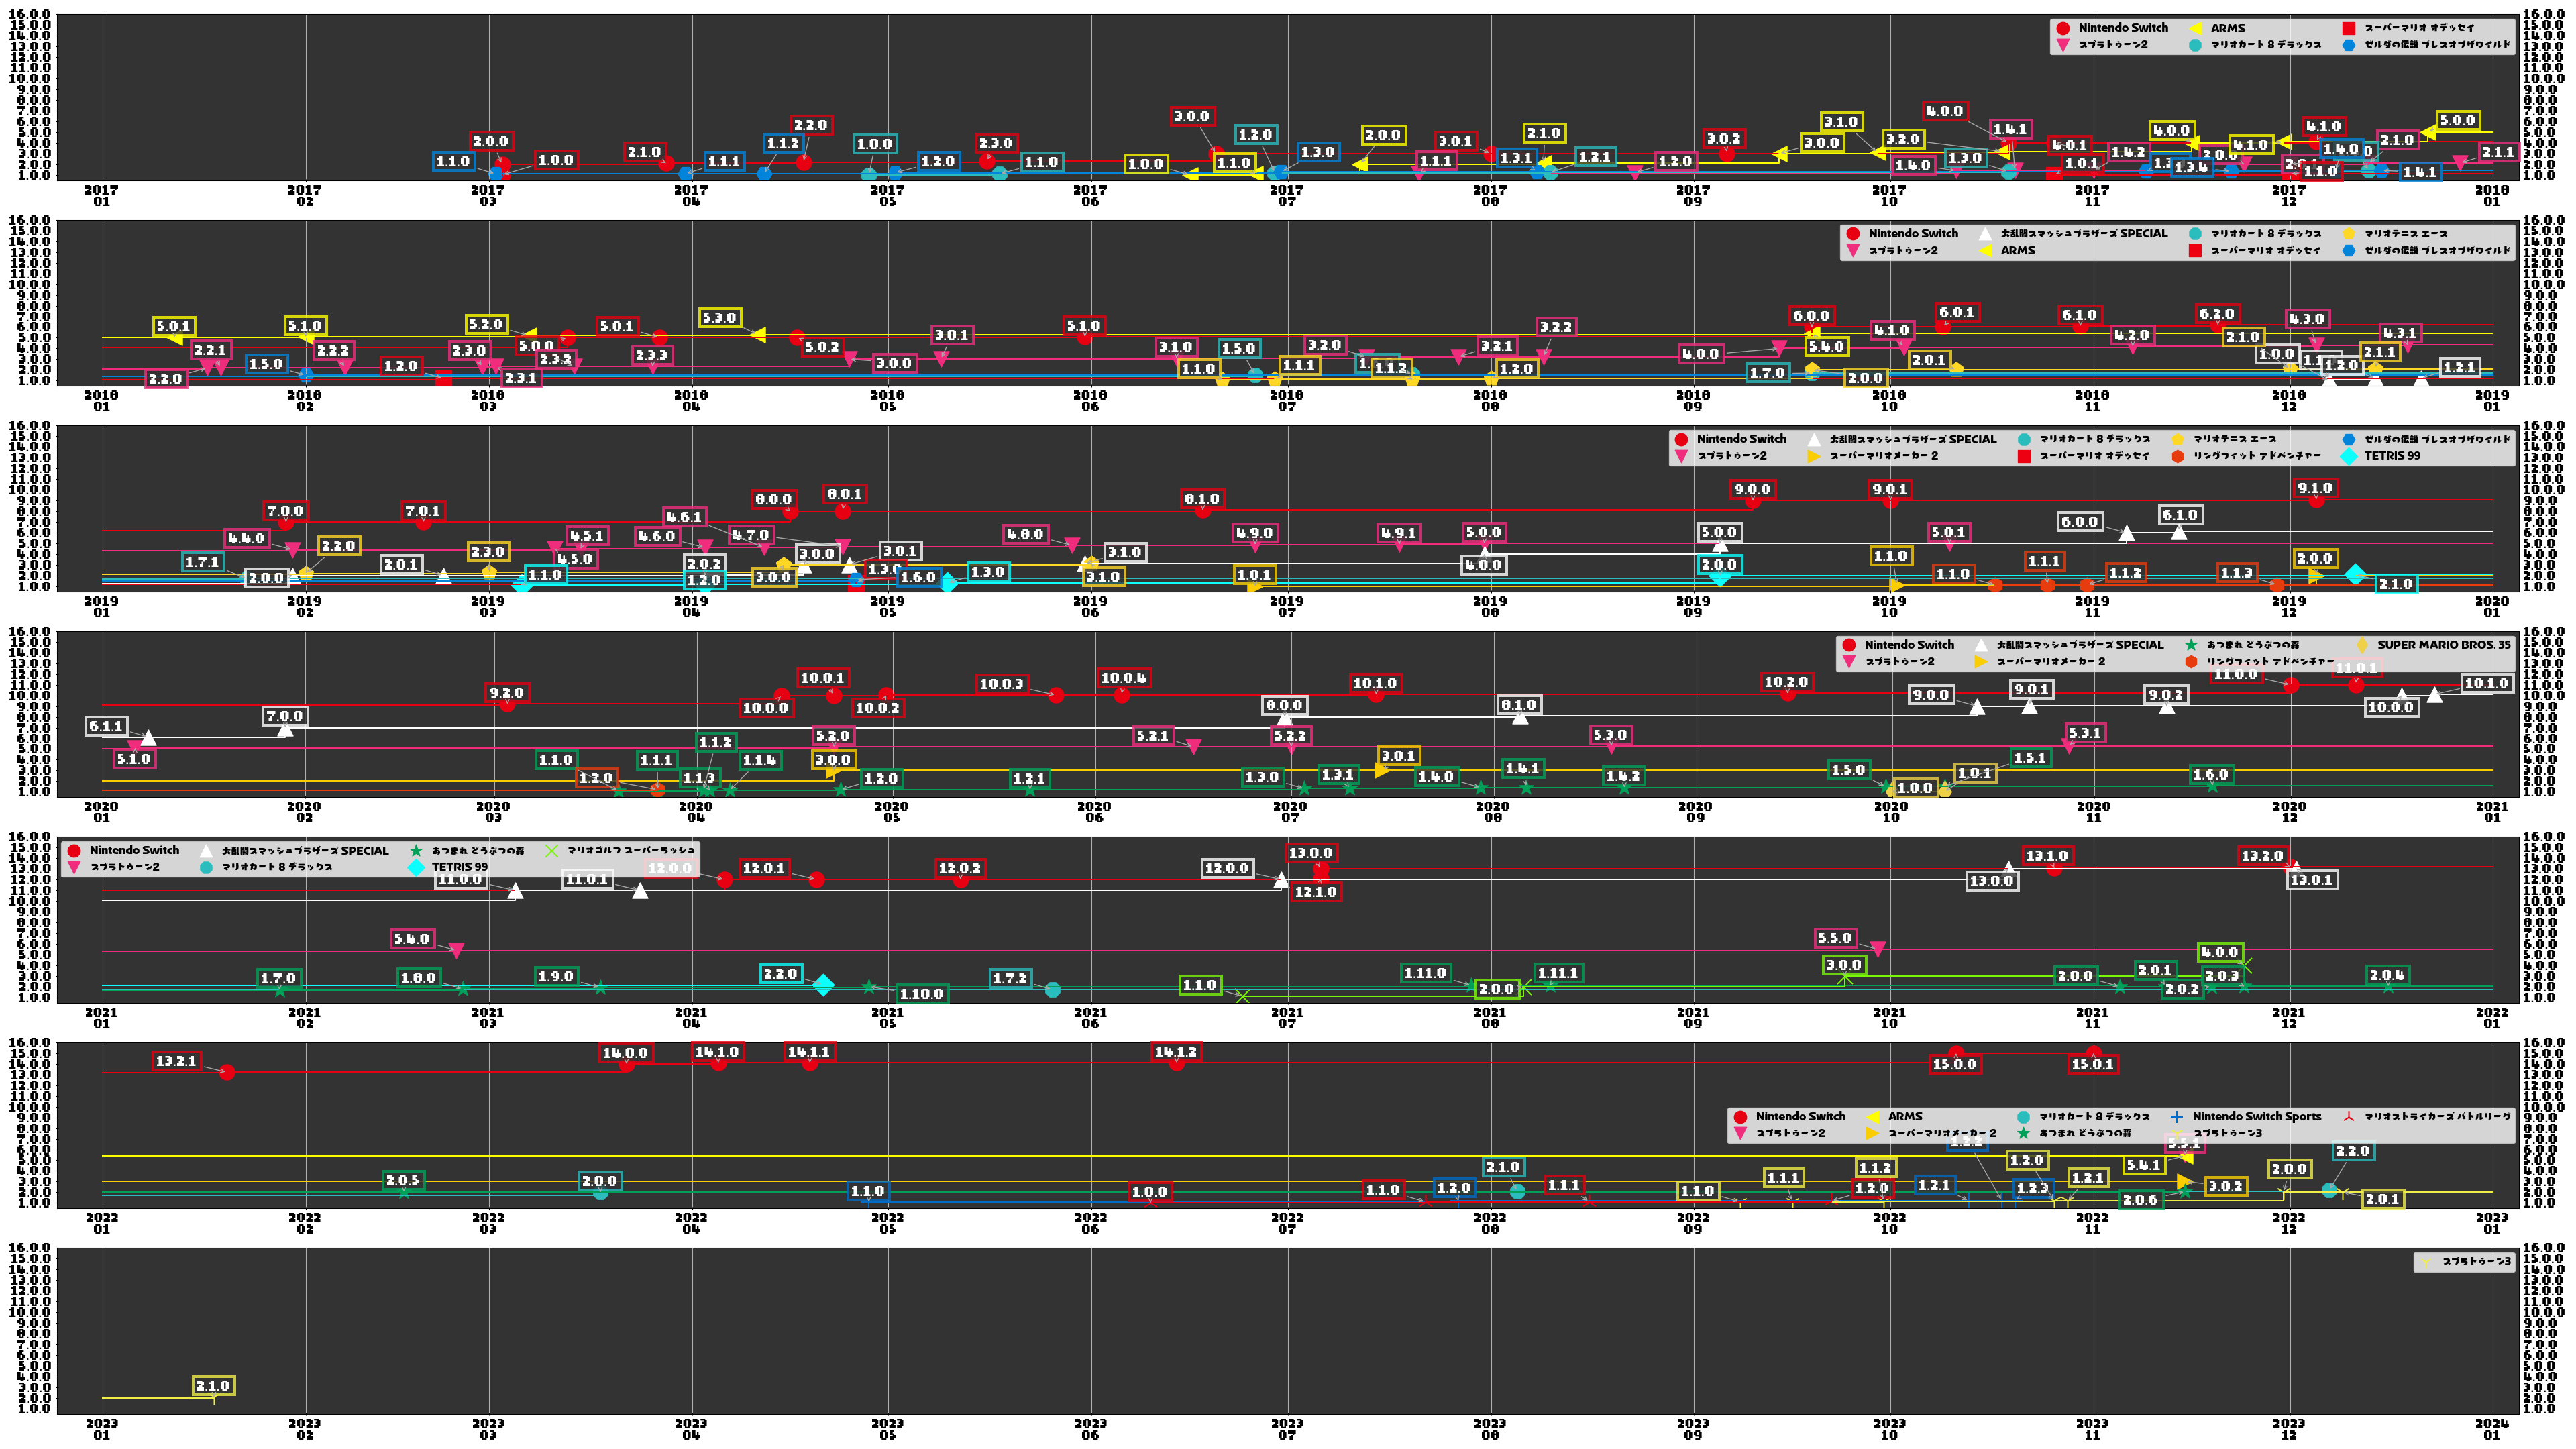 16.0.0
15.0.0
14.0.0
13.0.0
12.0.0
11.0.0
10.0.0
9.0.0
8.0.0
7.0.0
6.0.0
5.0.0
4.0.0
3.0.0
2.0.0
1.0.0
Nintendo Switch ARMS スーパーマリオ オデッセイ
スプラトゥーン2 マリオカート 8 デラックス ゼルダの伝説 ブレスオブザワイルド
1.1.0 2.0.0 1.0.0 2.1.0 1.1.1 1.1.2 2.2.0 1.0.0 1.2.0 2.3.0 1.1.0 1.0.0 3.0.0 1.1.0 1.2.0 1.3.0 2.0.0 1.1.1 3.0.1 1.3.1 2.1.0 1.2.1 1.2.0 3.0.2 3.0.0 3.1.0 3.2.0 1.4.0 4.0.0 1.3.0 1.4.1 4.0.1 1.0.1 1.4.2 4.0.0 1.3.4 4.1.0 4.1.0 1.4.0 1.1.0 2.1.0 1.4.1 5.0.0 2.1.1
2017 2017 2017 2017 2017 2017 2017 2017 2017 2017 2017 2017 2018
01 02 03 04 05 06 07 08 09 10 11 12 01
Nintendo Switch 大乱闘スマッシュブラザーズ SPECIAL マリオカート 8 デラックス マリオテニス エース
スプラトゥーン2 ARMS スーパーマリオ オデッセイ ゼルダの伝説 ブレスオブザワイルド
5.0.1 2.2.0 2.2.1 1.5.0 5.1.0 2.2.2 1.2.0 5.2.0 2.3.0 2.3.1 5.0.0 2.3.2 5.0.1 2.3.3 5.3.0 5.0.2 3.0.0 3.0.1 5.1.0 3.1.0 1.1.0 1.5.0 1.1.1 3.2.0 1.1.2 3.2.1 1.2.0 3.2.2 4.0.0 1.7.0 6.0.0 5.4.0 2.0.0 4.1.0 2.0.1 6.0.1 6.1.0 4.2.0 6.2.0 2.1.0 1.0.0 4.3.0 1.2.0 2.1.1 4.3.1 1.2.1
2018 2018 2018 2018 2018 2018 2018 2018 2018 2018 2018 2018 2019
01 02 03 04 05 06 07 08 09 10 11 12 01
Nintendo Switch 大乱闘スマッシュブラザーズ SPECIAL マリオカート 8 デラックス マリオテニス エース ゼルダの伝説 ブレスオブザワイルド
スプラトゥーン2 スーパーマリオメーカー 2 スーパーマリオ オデッセイ リングフィット アドベンチャー TETRIS 99
1.7.1 4.4.0 2.0.0 7.0.0 2.2.0 2.0.1 7.0.1 2.3.0 1.1.0 4.5.0 4.5.1 4.6.0 4.6.1 2.0.2 1.2.0 4.7.0 8.0.0 3.0.0 3.0.0 8.0.1 3.0.1 1.6.0 1.3.0 4.8.0 3.1.0 3.1.0 8.1.0 4.9.0 1.0.1 4.9.1 5.0.0 4.0.0 5.0.0 2.0.0 9.0.0 9.0.1 1.1.0 5.0.1 1.1.0 1.1.1 6.0.0 1.1.2 6.1.0 1.1.3 9.1.0 2.0.0 2.1.0
2019 2019 2019 2019 2019 2019 2019 2019 2019 2019 2019 2019 2020
01 02 03 04 05 06 07 08 09 10 11 12 01
Nintendo Switch 大乱闘スマッシュブラザーズ SPECIAL あつまれ どうぶつの森 SUPER MARIO BROS. 35
スプラトゥーン2 スーパーマリオメーカー 2 リングフィット アドベンチャー
6.1.1 5.1.0 7.0.0 9.2.0 1.1.0 1.2.0 1.1.1 1.1.2 1.1.3 1.1.4 10.0.0 10.0.1 5.2.0 3.0.0 1.2.0 10.0.2 10.0.3 1.2.1 10.0.4 5.2.1 8.0.0 5.2.2 1.3.0 1.3.1 10.1.0 3.0.1 1.4.0 8.1.0 1.4.1 5.3.0 1.4.2 10.2.0 1.5.0 1.0.0 9.0.0 1.0.1 1.5.1 9.0.1 5.3.1 9.0.2 1.6.0 11.0.0 11.0.1 10.0.0 10.1.0
2020 2020 2020 2020 2020 2020 2020 2020 2020 2020 2020 2020 2021
01 02 03 04 05 06 07 08 09 10 11 12 01
Nintendo Switch 大乱闘スマッシュブラザーズ SPECIAL あつまれ どうぶつの森 マリオゴルフ スーパーラッシュ
スプラトゥーン2 マリオカート 8 デラックス TETRIS 99
1.7.0 5.4.0 1.8.0 11.0.0 1.9.0 11.0.1 12.0.0 12.0.1 2.2.0 1.10.0 12.0.2 1.7.2 1.1.0 12.0.0 13.0.0 12.1.0 1.11.0 2.0.0 1.11.1 3.0.0 5.5.0 13.0.0 13.1.0 2.0.0 2.0.1 2.0.2 2.0.3 4.0.0 13.2.0 13.0.1 2.0.4
2021 2021 2021 2021 2021 2021 2021 2021 2021 2021 2021 2021 2022
01 02 03 04 05 06 07 08 09 10 11 12 01
Nintendo Switch ARMS マリオカート 8 デラックス Nintendo Switch Sports マリオストライカーズ バトルリーグ
スプラトゥーン2 スーパーマリオメーカー 2 あつまれ どうぶつの森 スプラトゥーン3
13.2.1 2.0.5 14.0.0 2.0.0 14.1.0 14.1.1 1.1.0 14.1.2 1.0.0 1.1.0 1.2.0 2.1.0 1.1.1 1.1.0 1.1.1 1.2.0 1.1.2 15.0.0 1.2.1 1.2.2 1.2.0 1.2.3 1.2.1 15.0.1 5.4.1 5.5.1 2.0.6 3.0.2 2.0.0 2.2.0 2.0.1
2022 2022 2022 2022 2022 2022 2022 2022 2022 2022 2022 2022 2023
01 02 03 04 05 06 07 08 09 10 11 12 01
スプラトゥーン3
2.1.0
2023 2023 2023 2023 2023 2023 2023 2023 2023 2023 2023 2023 2024
01 02 03 04 05 06 07 08 09 10 11 12 01